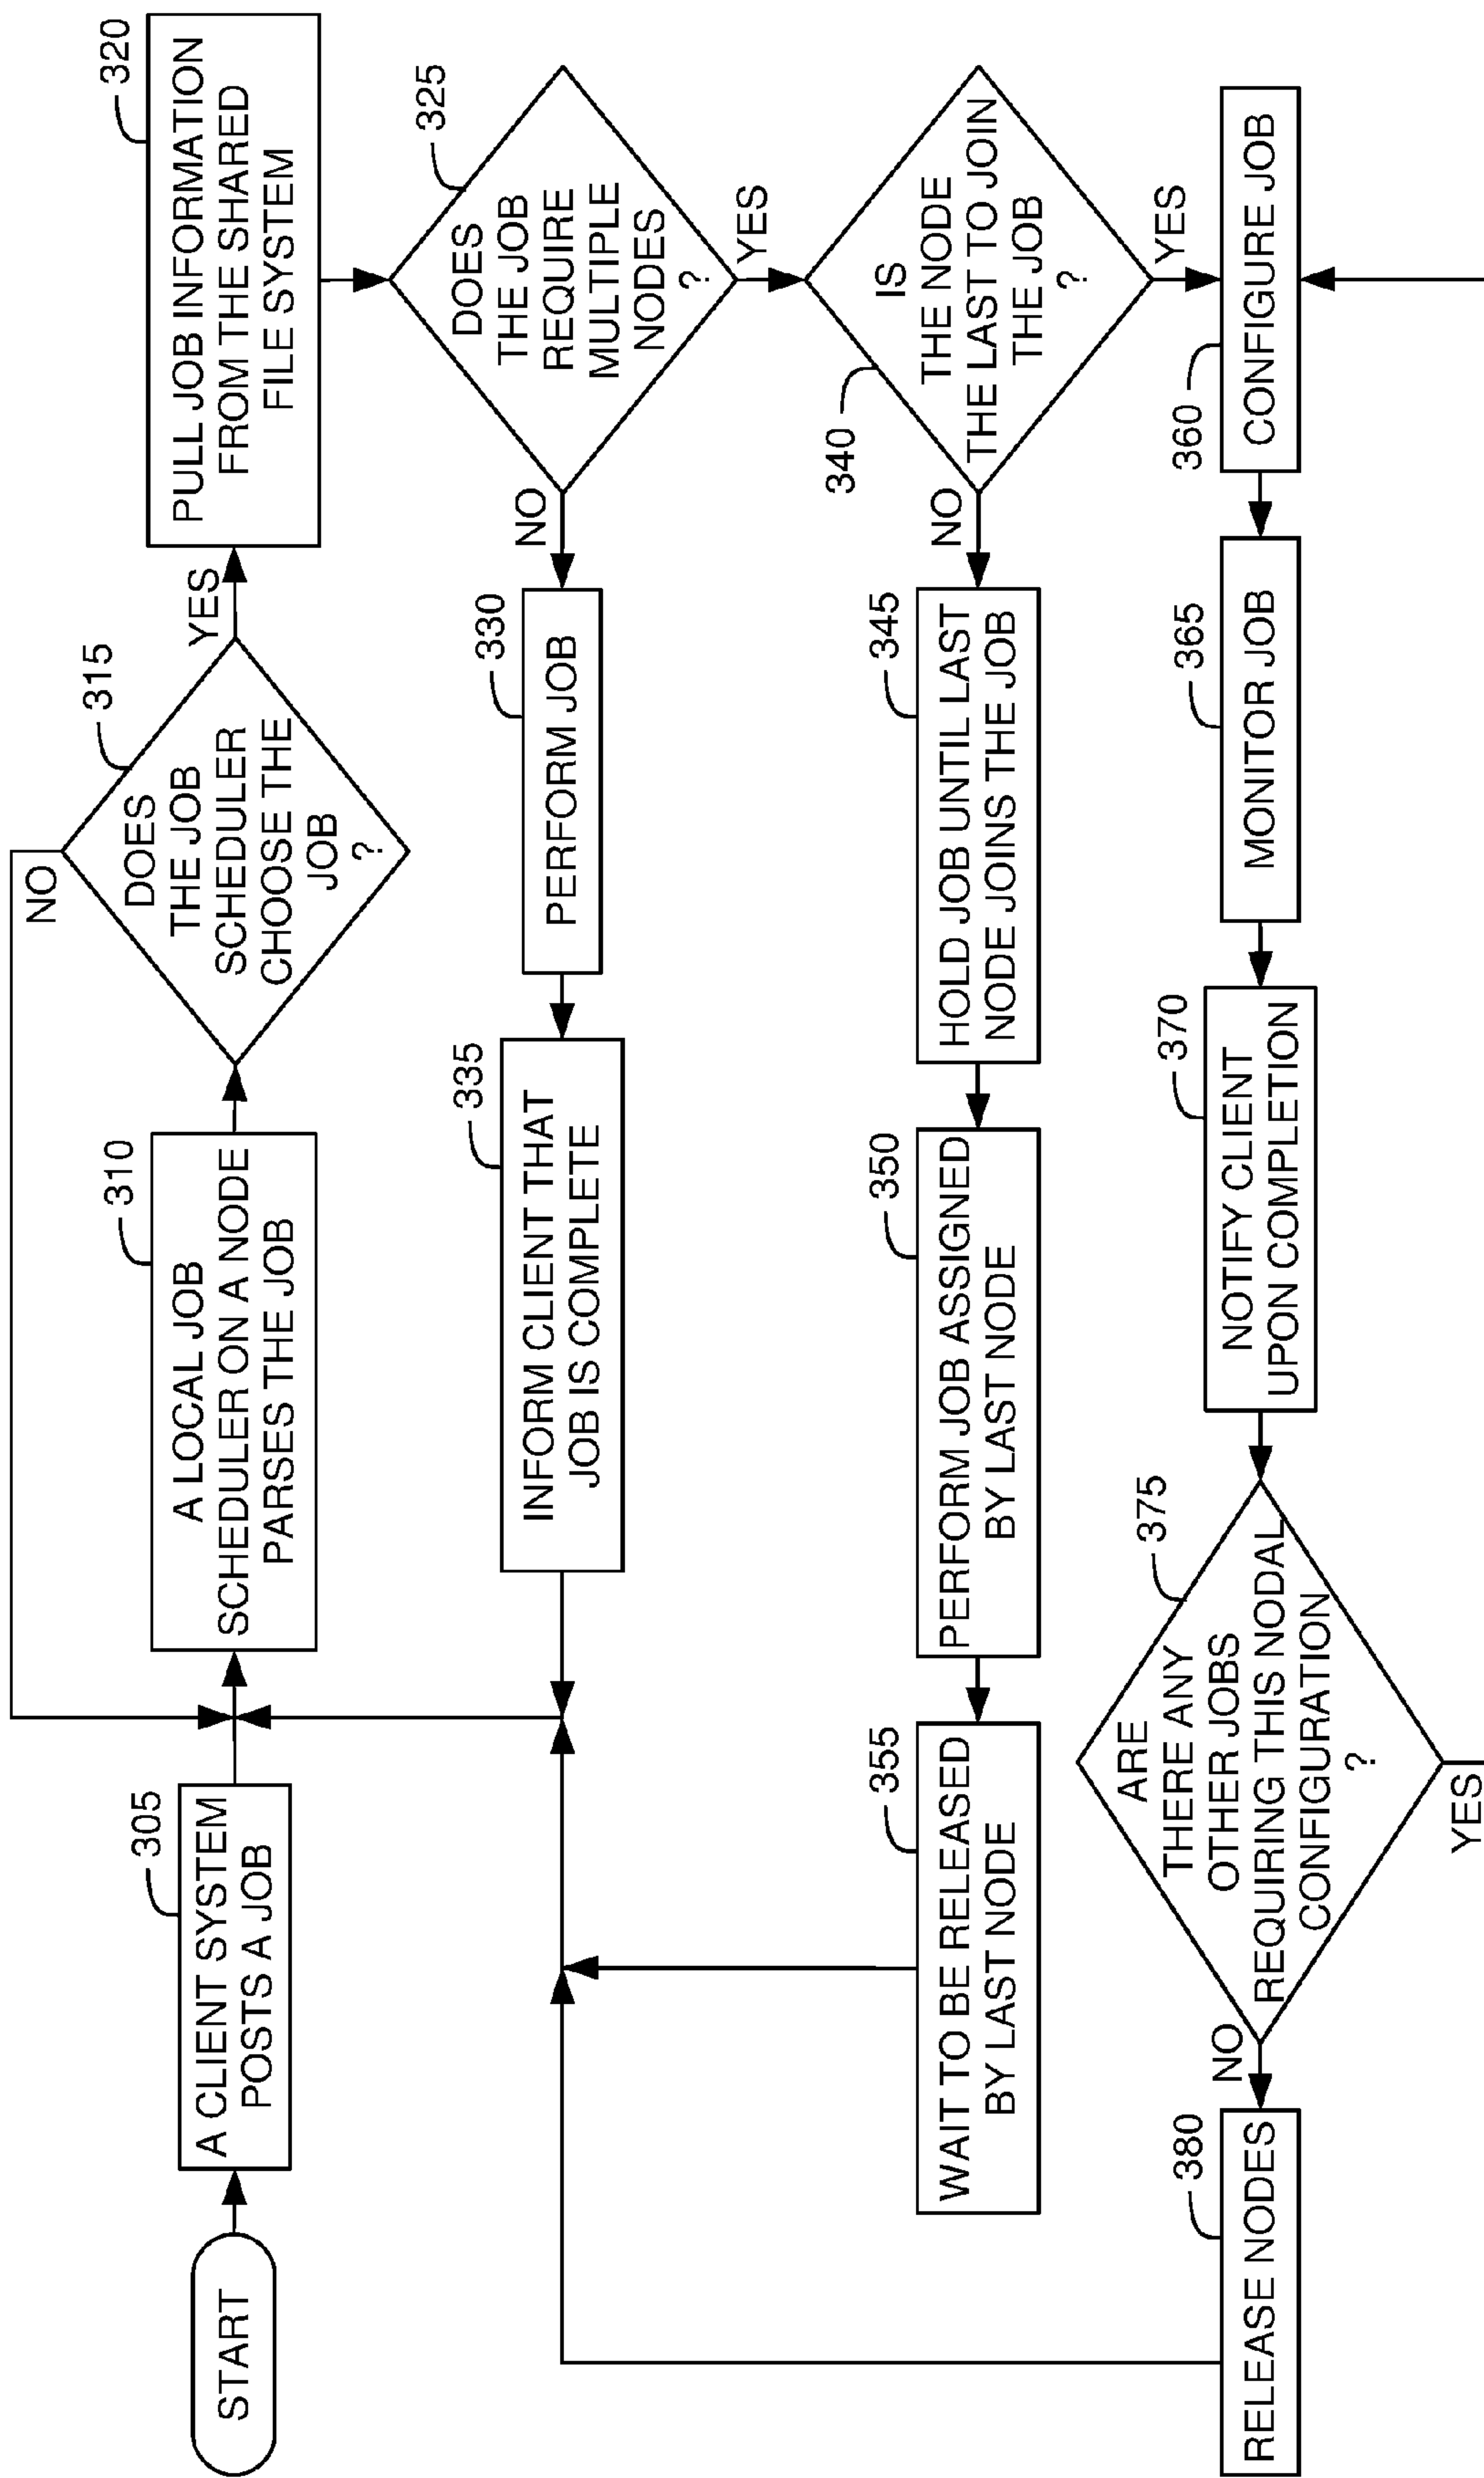 START
305
A CLIENT SYSTEM
POSTS A JOB
310
A LOCAL JOB
SCHEDULER ON A NODE
PARSES THE JOB
315
DOES
THE JOB
SCHEDULER
CHOOSE THE
JOB
?
NO
YES
320
PULL JOB INFORMATION
FROM THE SHARED
FILE SYSTEM
325
DOES
THE JOB
REQUIRE
MULTIPLE
NODES
?
NO
YES
330
PERFORM JOB
335
INFORM CLIENT THAT
JOB IS COMPLETE
340
IS
THE NODE
THE LAST TO JOIN
THE JOB
?
NO
YES
345
HOLD JOB UNTIL LAST
NODE JOINS THE JOB
350
PERFORM JOB ASSIGNED
BY LAST NODE
355
WAIT TO BE RELEASED
BY LAST NODE
360
CONFIGURE JOB
365
MONITOR JOB
370
NOTIFY CLIENT
UPON COMPLETION
375
ARE
THERE ANY
OTHER JOBS
REQUIRING THIS NODAL
CONFIGURATION
?
NO
YES
380
RELEASE NODES